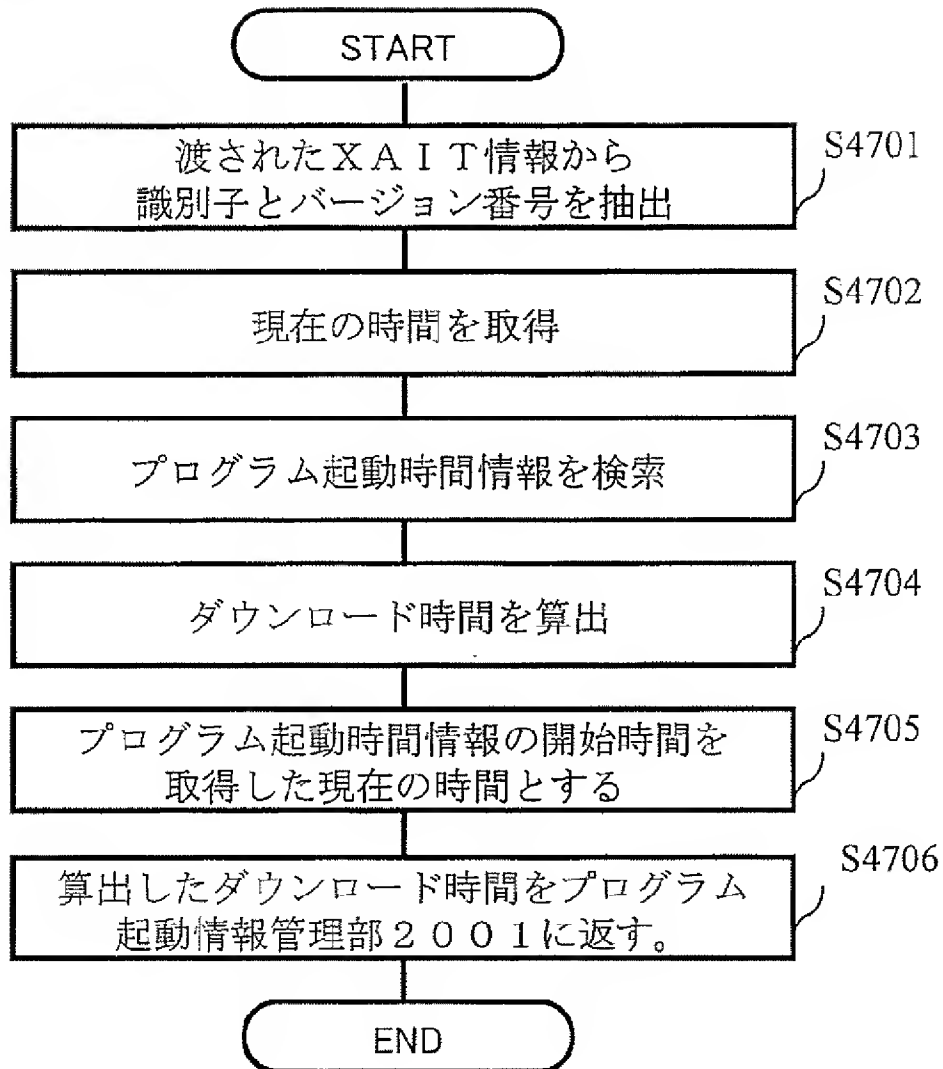 START
渡されたＸＡＩＴ情報から
識別子とバージョン番号を抽出
S4701
現在の時間を取得
S4702
プログラム起動時間情報を検索
S4703
ダウンロード時間を算出
S4704
プログラム起動時間情報の開始時間を
取得した現在の時間とする
S4705
算出したダウンロード時間をプログラム
起動情報管理部２００１に返す。
S4706
END